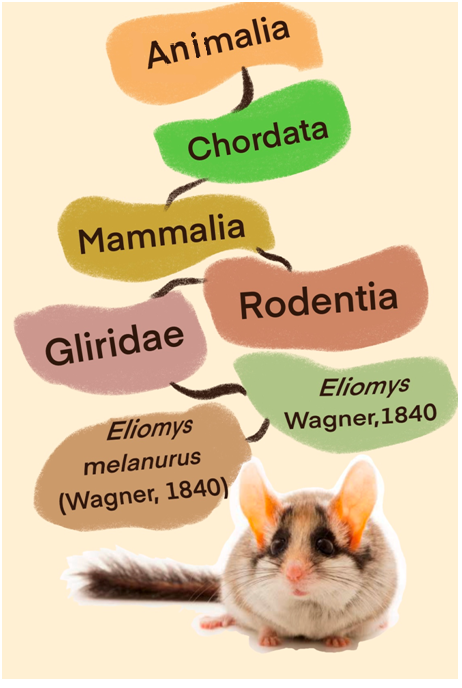 Animalia
Chordata
Mammalia
Rodentia
Gliridae
Eliomys
Wagner,1840
Eliomys
melanurus
(Wagner, 1840)